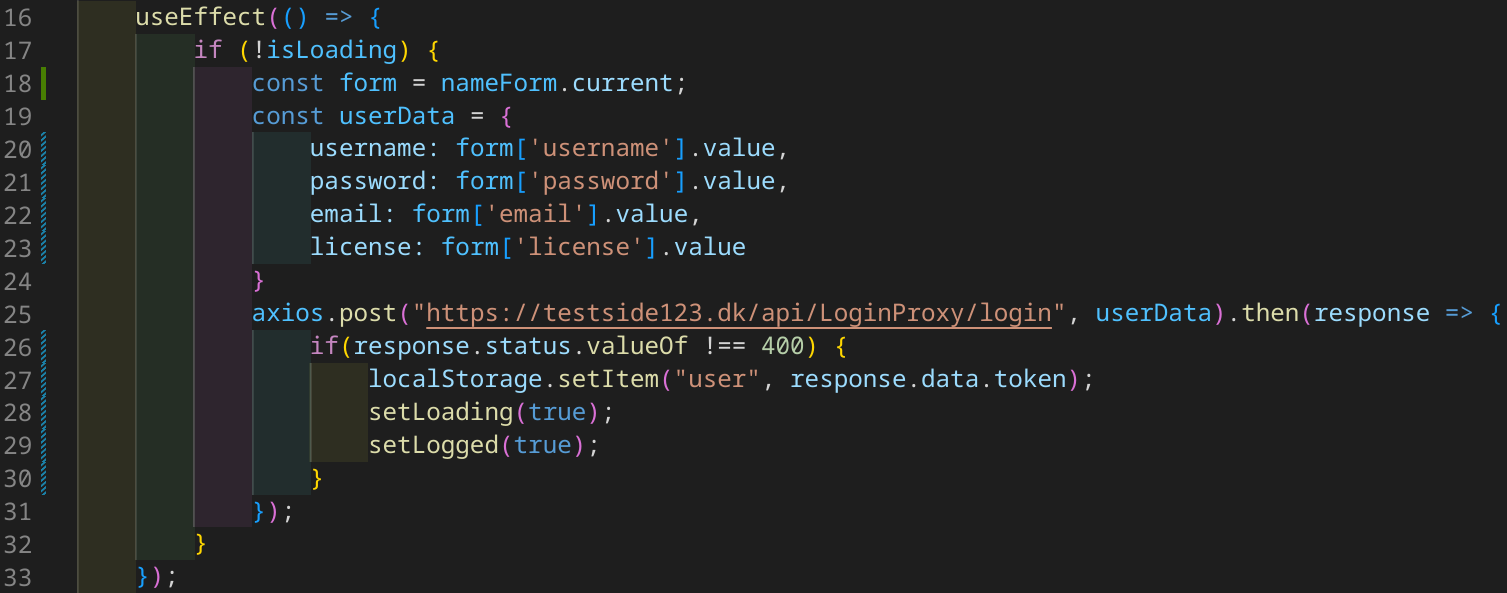 16 useEffect(() => {
17 if (!isLoading) {
18 const form = nameForm.current;
19 const userData = {
20 username: form['username'].value,
21 password: form['password'].value,
22 email: form['email'].value,
23 license: form['license'].value
24 }
25 axios.post("https://testside123.dk/api/LoginProxy/login", userData).then(response => {
26 if(response.status.valueOf !== 400) {
27 localStorage.setItem("user", response.data.token);
28 setLoading(true);
29 setLogged(true);
30 }
31 });
32 }
33 });